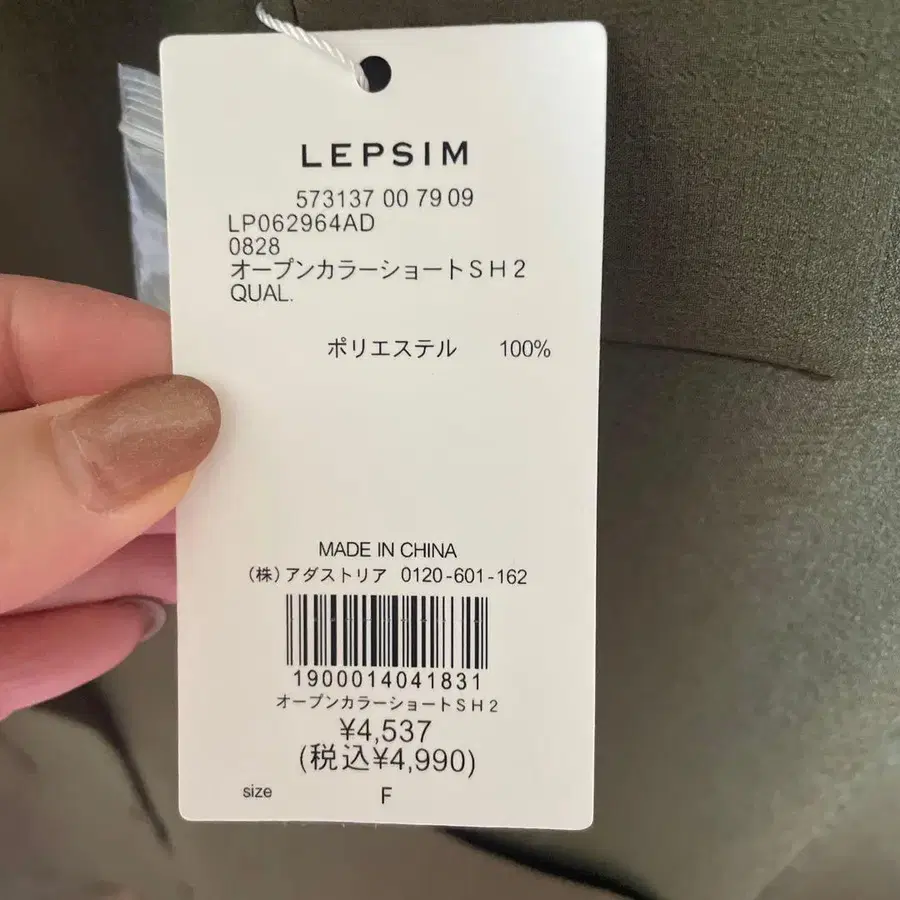 LEPSIM
573137 00 79 09
LP062964AD
0828
オープンカラーショートＳＨ２
QUAL.
ポリエステル 100%
MADE IN CHINA
（株）アダストリア 0120-601-162
1900014041831
オープンカラーショートＳＨ２
¥4,537
(税込¥4,990)
size F